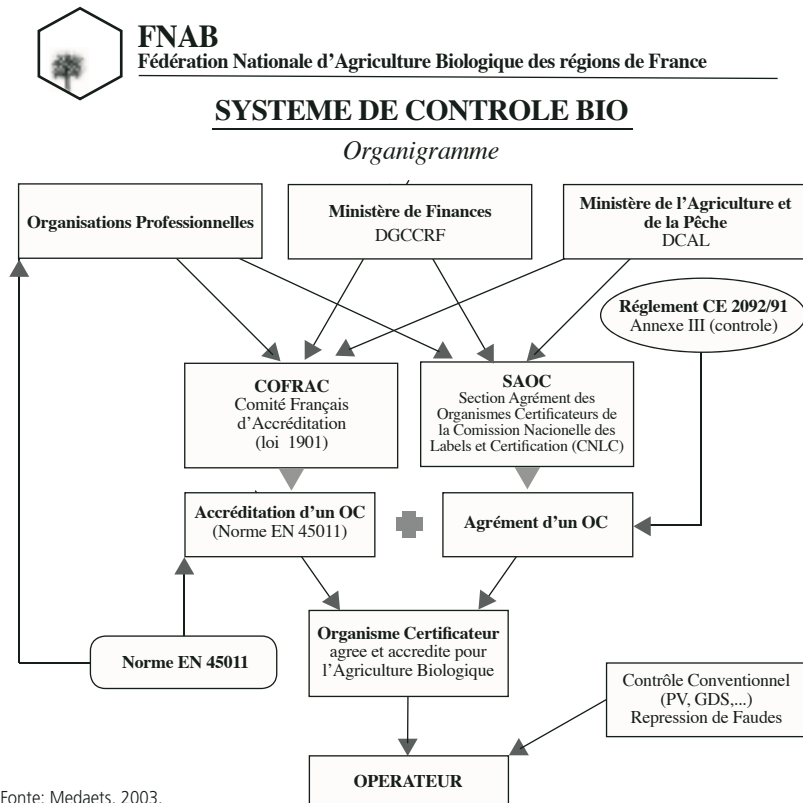 FNAB
Fédération Nationale d'Agriculture Biologique des régions de France
SYSTEME DE CONTROLE BIO
Organigramme
Organisations Professionnelles
Ministère de Finances
DGCCRF
Ministère de l'Agriculture et
de la Pêche
DCAL
Réglement CE 2092/91
Annexe III (controle)
COFRAC
Comité Français
d'Accréditation
(loi 1901)
SAOC
Section Agrément des
Organismes Certificateurs de
la Comission Nacionelle des
Labels et Certification (CNLC)
Accréditation d'un OC
(Norme EN 45011)
Agrément d'un OC
Norme EN 45011
Organisme Certificateur
agree et accredite pour
l'Agriculture Biologique
Contrôle Conventionnel
(PV, GDS,...)
Repression de Faudes
OPERATEUR
Fonte: Medaets, 2003.